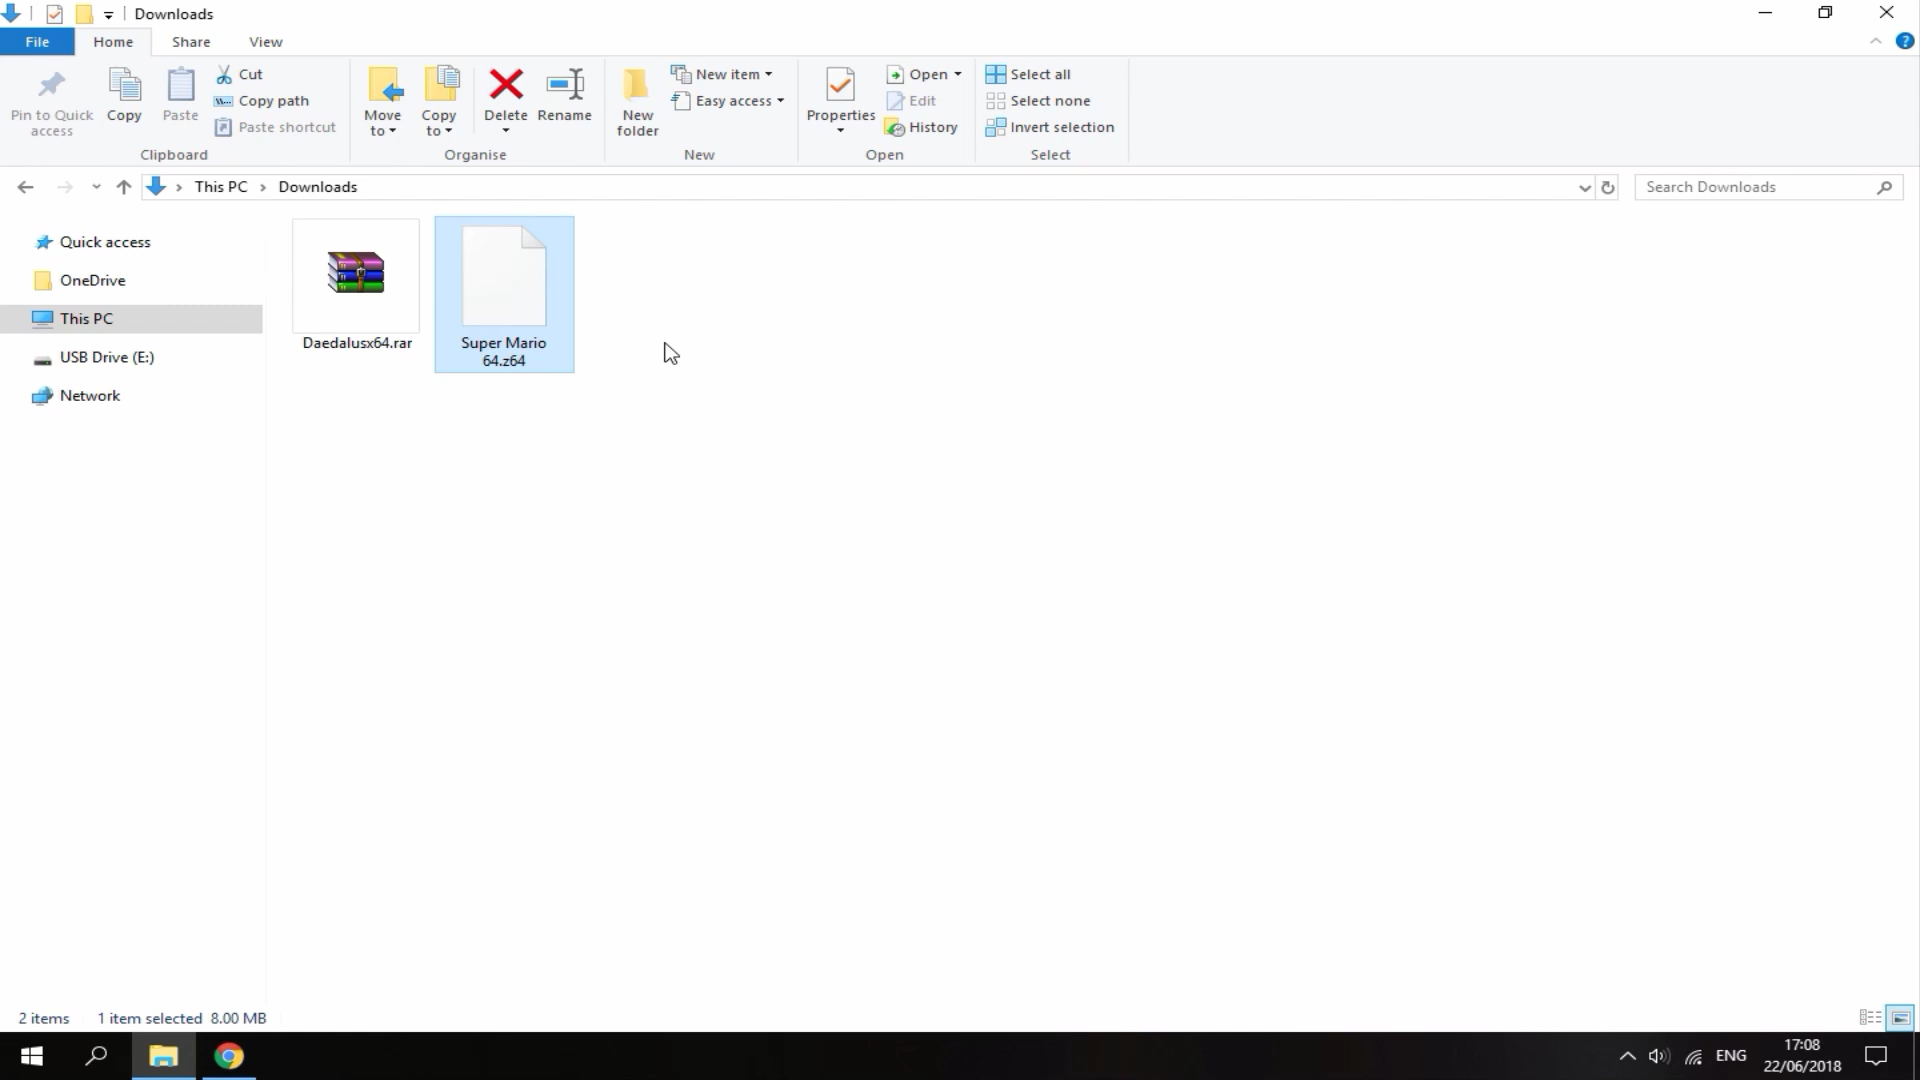 Downloads
File
Home
Share
View
Pin to Quick
access
Copy
Paste
Cut
Copy path
Paste shortcut
Clipboard
Move
to
Copy
to
Delete
Rename
Organise
New
folder
New item
Easy access
New
Properties
Open
Edit
History
Open
Select all
Select none
Invert selection
Select
This PC
Downloads
Search Downloads
Quick access
OneDrive
This PC
USB Drive (E:)
Network
Daedalusx64.rar
Super Mario
64.z64
2 items
1 item selected 8.00 MB
ENG
17:08
22/06/2018